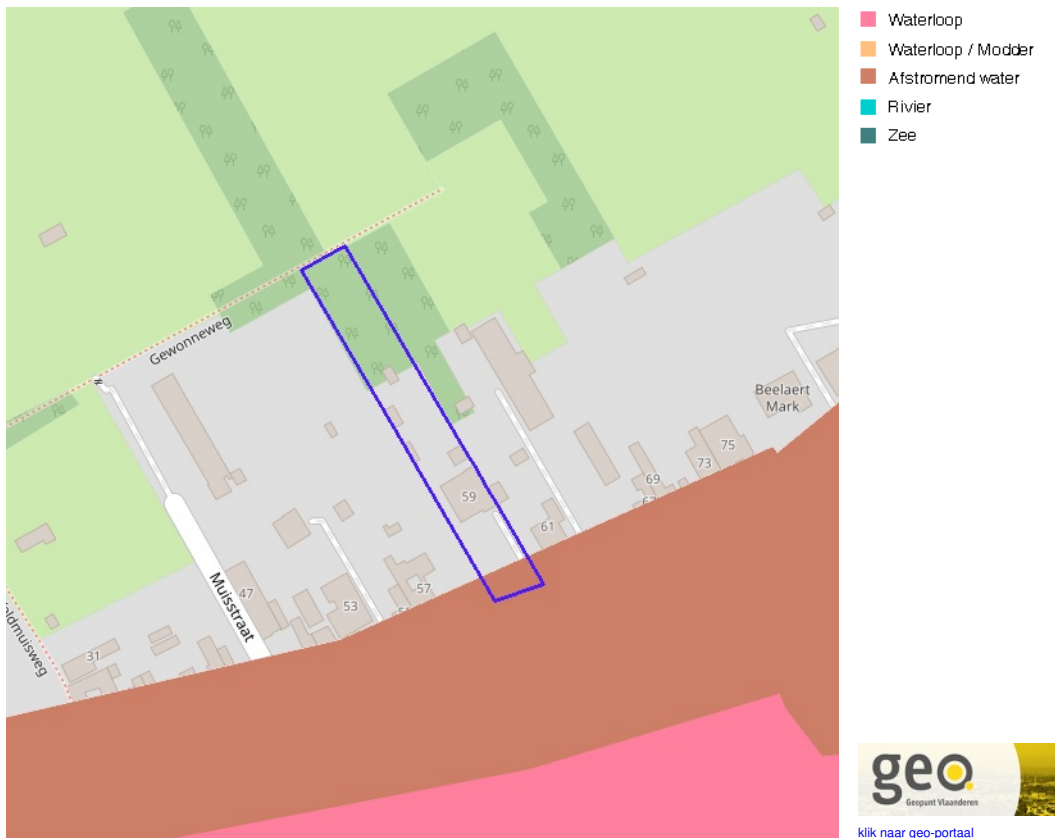 Waterloop
Waterloop / Modder
Afstromend water
Rivier
Zee
Gewonneweg
Beelaert
Mark
75
73
69
59
61
57
53
47
Muisstraat
31
geo
Geopunt Vlaanderen
klik naar geo-portaal